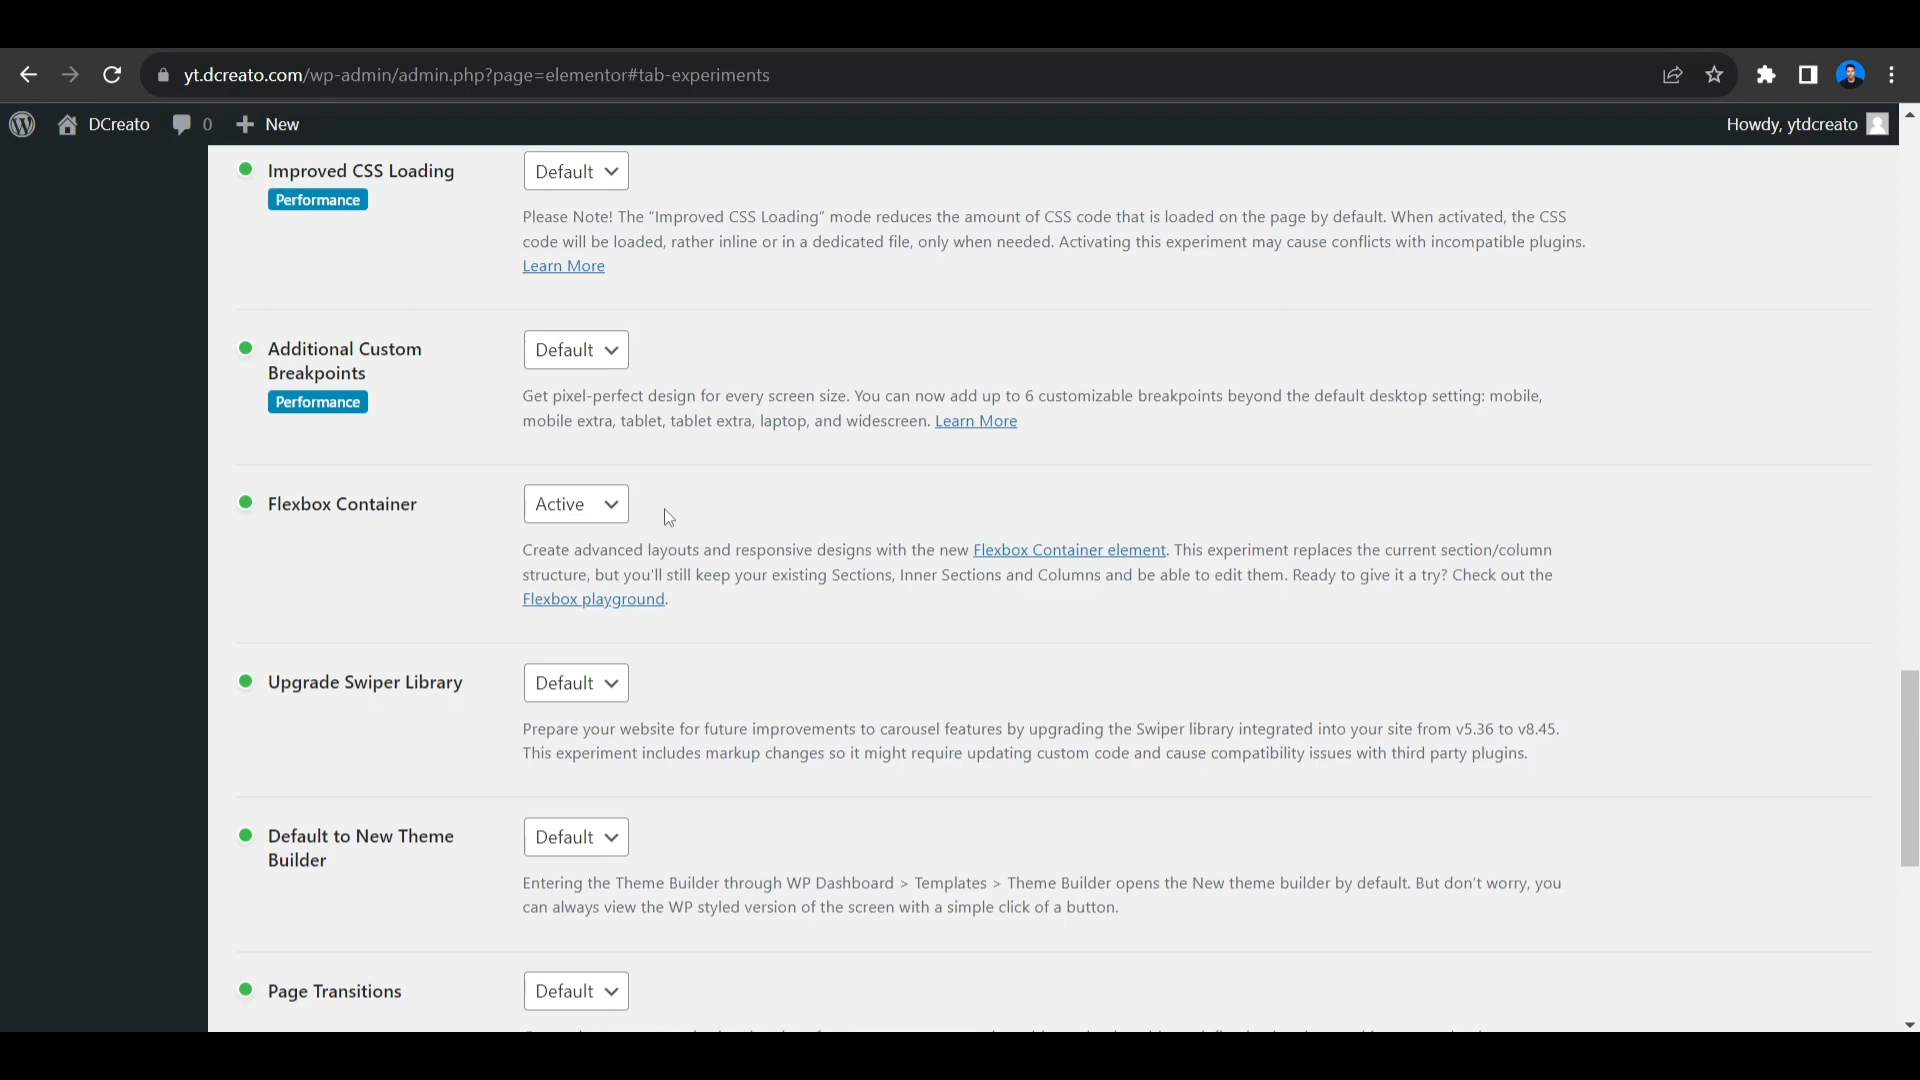 yt.dcreato.com/wp-admin/admin.php?page=elementor#tab-experiments
DCreato 0 New Howdy, ytdcreato
Improved CSS Loading Default
Performance
Please Note! The “Improved CSS Loading” mode reduces the amount of CSS code that is loaded on the page by default. When activated, the CSS
code will be loaded, rather inline or in a dedicated file, only when needed. Activating this experiment may cause conflicts with incompatible plugins.
Learn More
Additional Custom
Breakpoints
Default
Performance
Get pixel-perfect design for every screen size. You can now add up to 6 customizable breakpoints beyond the default desktop setting: mobile,
mobile extra, tablet, tablet extra, laptop, and widescreen. Learn More
Flexbox Container Active
Create advanced layouts and responsive designs with the new Flexbox Container element. This experiment replaces the current section/column
structure, but you'll still keep your existing Sections, Inner Sections and Columns and be able to edit them. Ready to give it a try? Check out the
Flexbox playground.
Upgrade Swiper Library Default
Prepare your website for future improvements to carousel features by upgrading the Swiper library integrated into your site from v5.36 to v8.45.
This experiment includes markup changes so it might require updating custom code and cause compatibility issues with third party plugins.
Default to New Theme
Builder
Default
Entering the Theme Builder through WP Dashboard > Templates > Theme Builder opens the New theme builder by default. But don’t worry, you
can always view the WP styled version of the screen with a simple click of a button.
Page Transitions Default